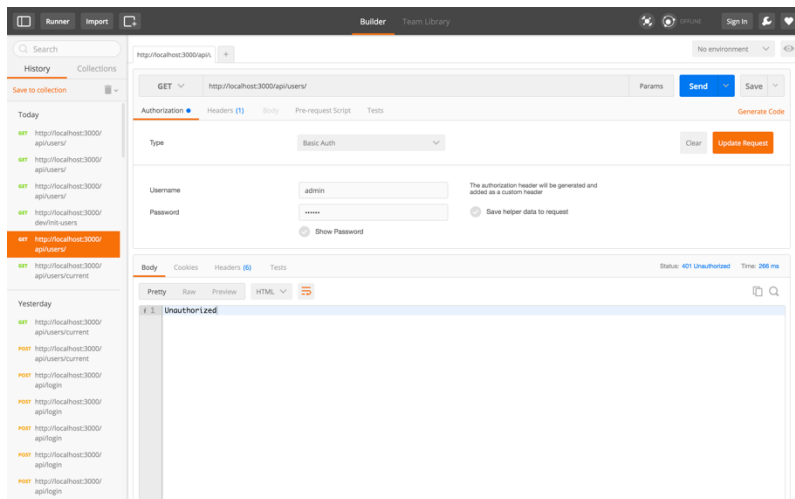 Runner Import Builder Team Library OFFLINE Sign In
Search
History Collections
Save to collection
Today
GET http://localhost:3000/
api/users/
GET http://localhost:3000/
api/users/
GET http://localhost:3000/
api/users/
GET http://localhost:3000/
dev/init-users
GET http://localhost:3000/
api/users/
GET http://localhost:3000/
api/users/current
Yesterday
GET http://localhost:3000/
api/users/current
POST http://localhost:3000/
api/users/current
POST http://localhost:3000/
api/login
POST http://localhost:3000/
api/login
POST http://localhost:3000/
api/login
POST http://localhost:3000/
api/login
POST http://localhost:3000/
api/login
http://localhost:3000/api/u
No environment
GET http://localhost:3000/api/users/ Params Send Save
Authorization Headers (1) Body Pre-request Script Tests Generate Code
Type Basic Auth Clear Update Request
Username admin
The authorization header will be generated and
added as a custom header
Password •••••• Save helper data to request
Show Password
Body Cookies Headers (6) Tests Status: 401 Unauthorized Time: 266 ms
Pretty Raw Preview HTML
i 1 Unauthorized